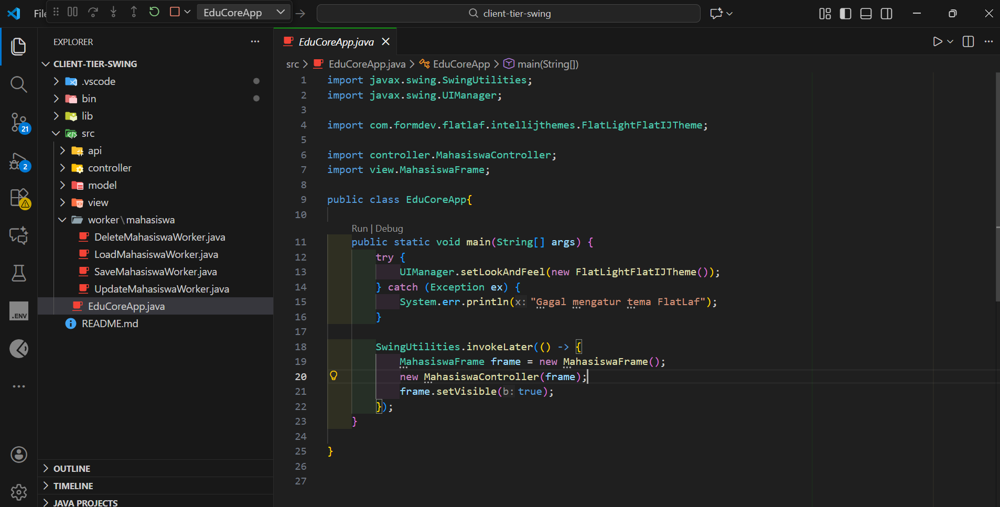 File
EduCoreApp
client-tier-swing
EXPLORER
CLIENT-TIER-SWING
.vscode
bin
lib
src
api
controller
model
view
worker\mahasiswa
DeleteMahasiswaWorker.java
LoadMahasiswaWorker.java
SaveMahasiswaWorker.java
UpdateMahasiswaWorker.java
EduCoreApp.java
README.md
OUTLINE
TIMELINE
JAVA PROJECTS
21
2
.ENV
EduCoreApp.java
src > EduCoreApp.java > EduCoreApp > main(String[])
1 import javax.swing.SwingUtilities;
2 import javax.swing.UIManager;
3
4 import com.formdev.flatlaf.intellijthemes.FlatLightFlatIJTheme;
5
6 import controller.MahasiswaController;
7 import view.MahasiswaFrame;
8
9 public class EduCoreApp{
10
Run | Debug
11 public static void main(String[] args) {
12 try {
13 UIManager.setLookAndFeel(new FlatLightFlatIJTheme());
14 } catch (Exception ex) {
15 System.err.println(x: "Gagal mengatur tema FlatLaf");
16 }
17
18 SwingUtilities.invokeLater(() -> {
19 MahasiswaFrame frame = new MahasiswaFrame();
20 new MahasiswaController(frame);
21 frame.setVisible(b: true);
22 });
23 }
24
25 }
26
27